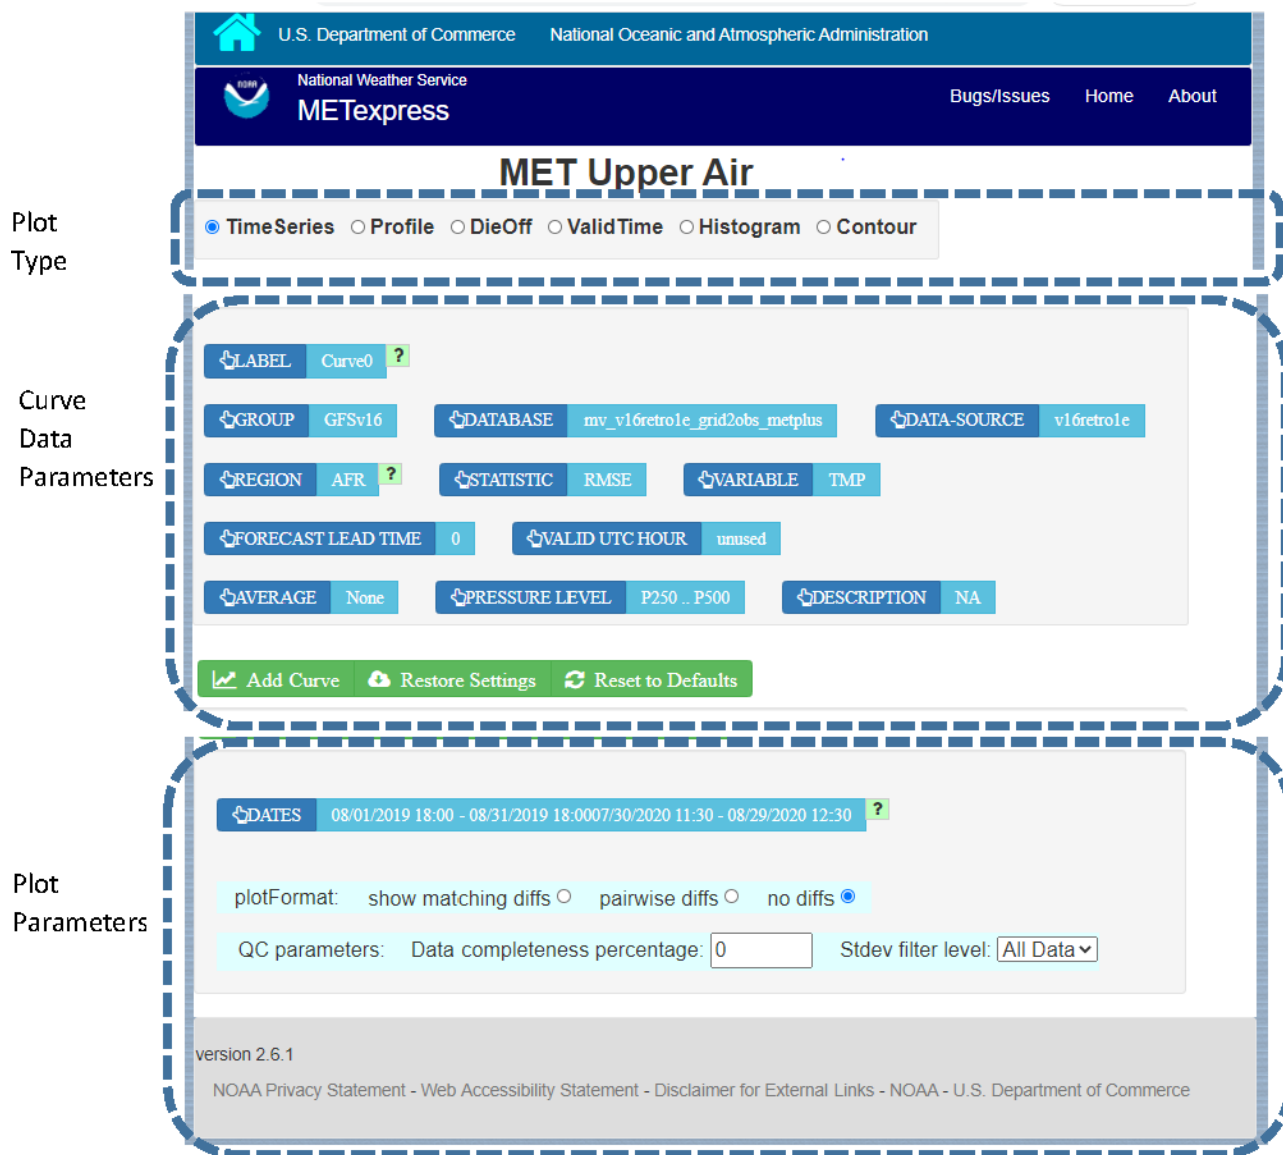 U.S. Department of Commerce National Oceanic and Atmospheric Administration
NOAA
National Weather Service
METexpress
Bugs/Issues Home About
MET Upper Air
Plot
Type
TimeSeries Profile DieOff ValidTime Histogram Contour
Curve
Data
Parameters
LABEL Curve0 ?
GROUP GFSv16 DATABASE mv_v16retro1e_grid2obs_metplus DATA-SOURCE v16retro1e
REGION AFR ? STATISTIC RMSE VARIABLE TMP
FORECAST LEAD TIME 0 VALID UTC HOUR unused
AVERAGE None PRESSURE LEVEL P250 .. P500 DESCRIPTION NA
Add Curve Restore Settings Reset to Defaults
Plot
Parameters
DATES 08/01/2019 18:00 - 08/31/2019 18:0007/30/2020 11:30 - 08/29/2020 12:30 ?
plotFormat: show matching diffs pairwise diffs no diffs
QC parameters: Data completeness percentage: 0 Stdev filter level: All Data
version 2.6.1
NOAA Privacy Statement - Web Accessibility Statement - Disclaimer for External Links - NOAA - U.S. Department of Commerce